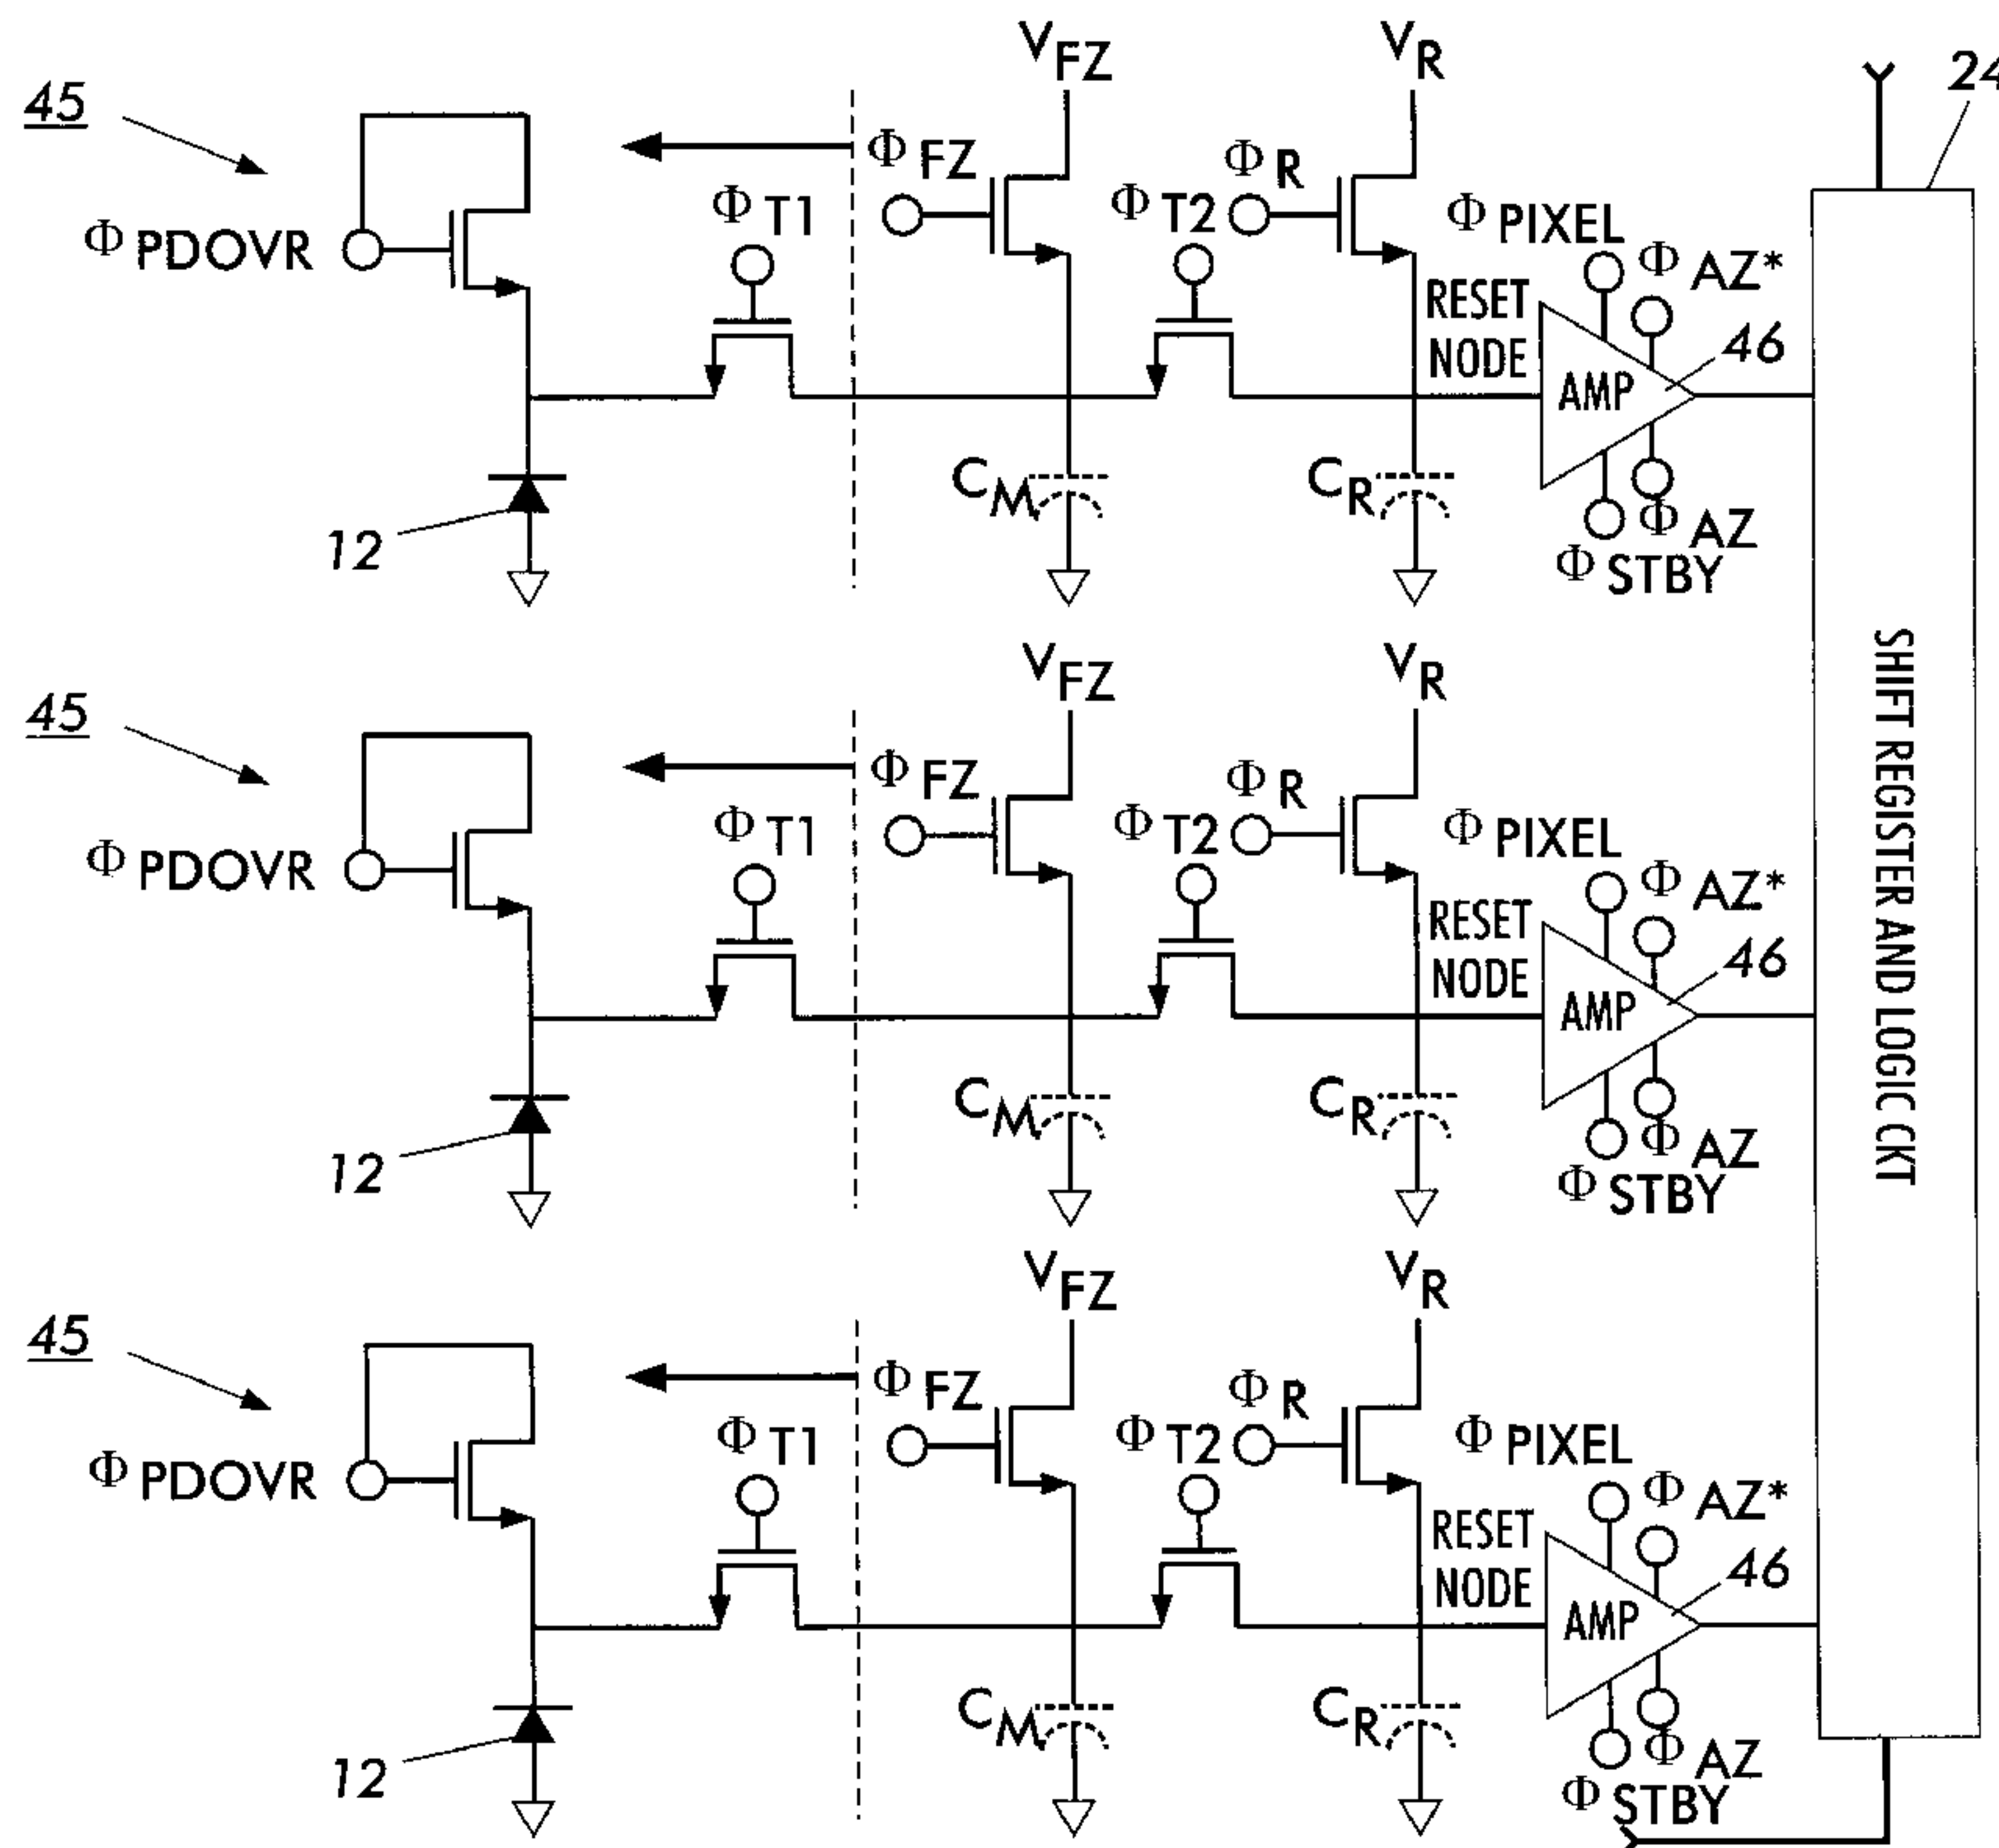 V FZ
V R
24
45
Φ FZ
Φ R
Φ T1
Φ T2
Φ PIXEL
Φ PDOVR
Φ AZ*
RESET
NODE
46
AMP
C M
C R
12
Φ AZ
Φ STBY
SHIFT REGISTER AND LOGIC CKT
V FZ
V R
45
Φ FZ
Φ R
Φ T1
Φ T2
Φ PIXEL
Φ PDOVR
Φ AZ*
RESET
NODE
46
AMP
C M
C R
12
Φ AZ
Φ STBY
V FZ
V R
45
Φ FZ
Φ R
Φ T1
Φ T2
Φ PIXEL
Φ PDOVR
Φ AZ*
RESET
NODE
46
AMP
C M
C R
12
Φ AZ
Φ STBY